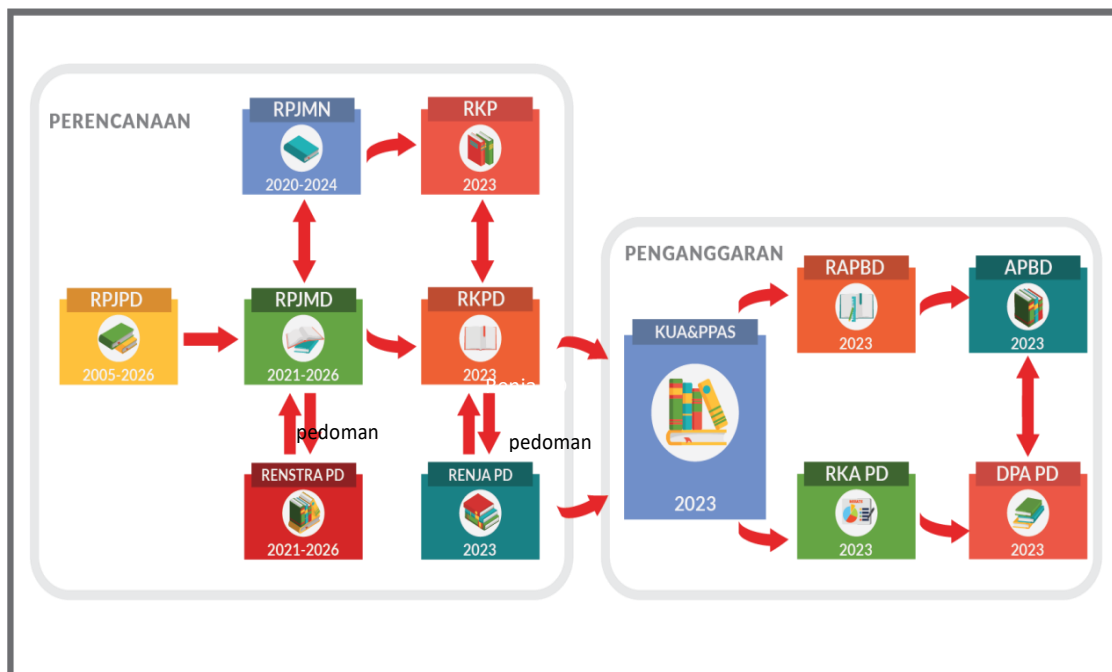 PERENCANAAN
RPJMN
2020-2024
RKP
2023
RPJPD
2005-2026
RPJMD
2021-2026
RKPD
2023
pedoman
pedoman
RENSTRA PD
2021-2026
RENJA PD
2023
PENGANGGARAN
KUA&PPAS
2023
RAPBD
2023
APBD
2023
RKA PD
2023
DPA PD
2023